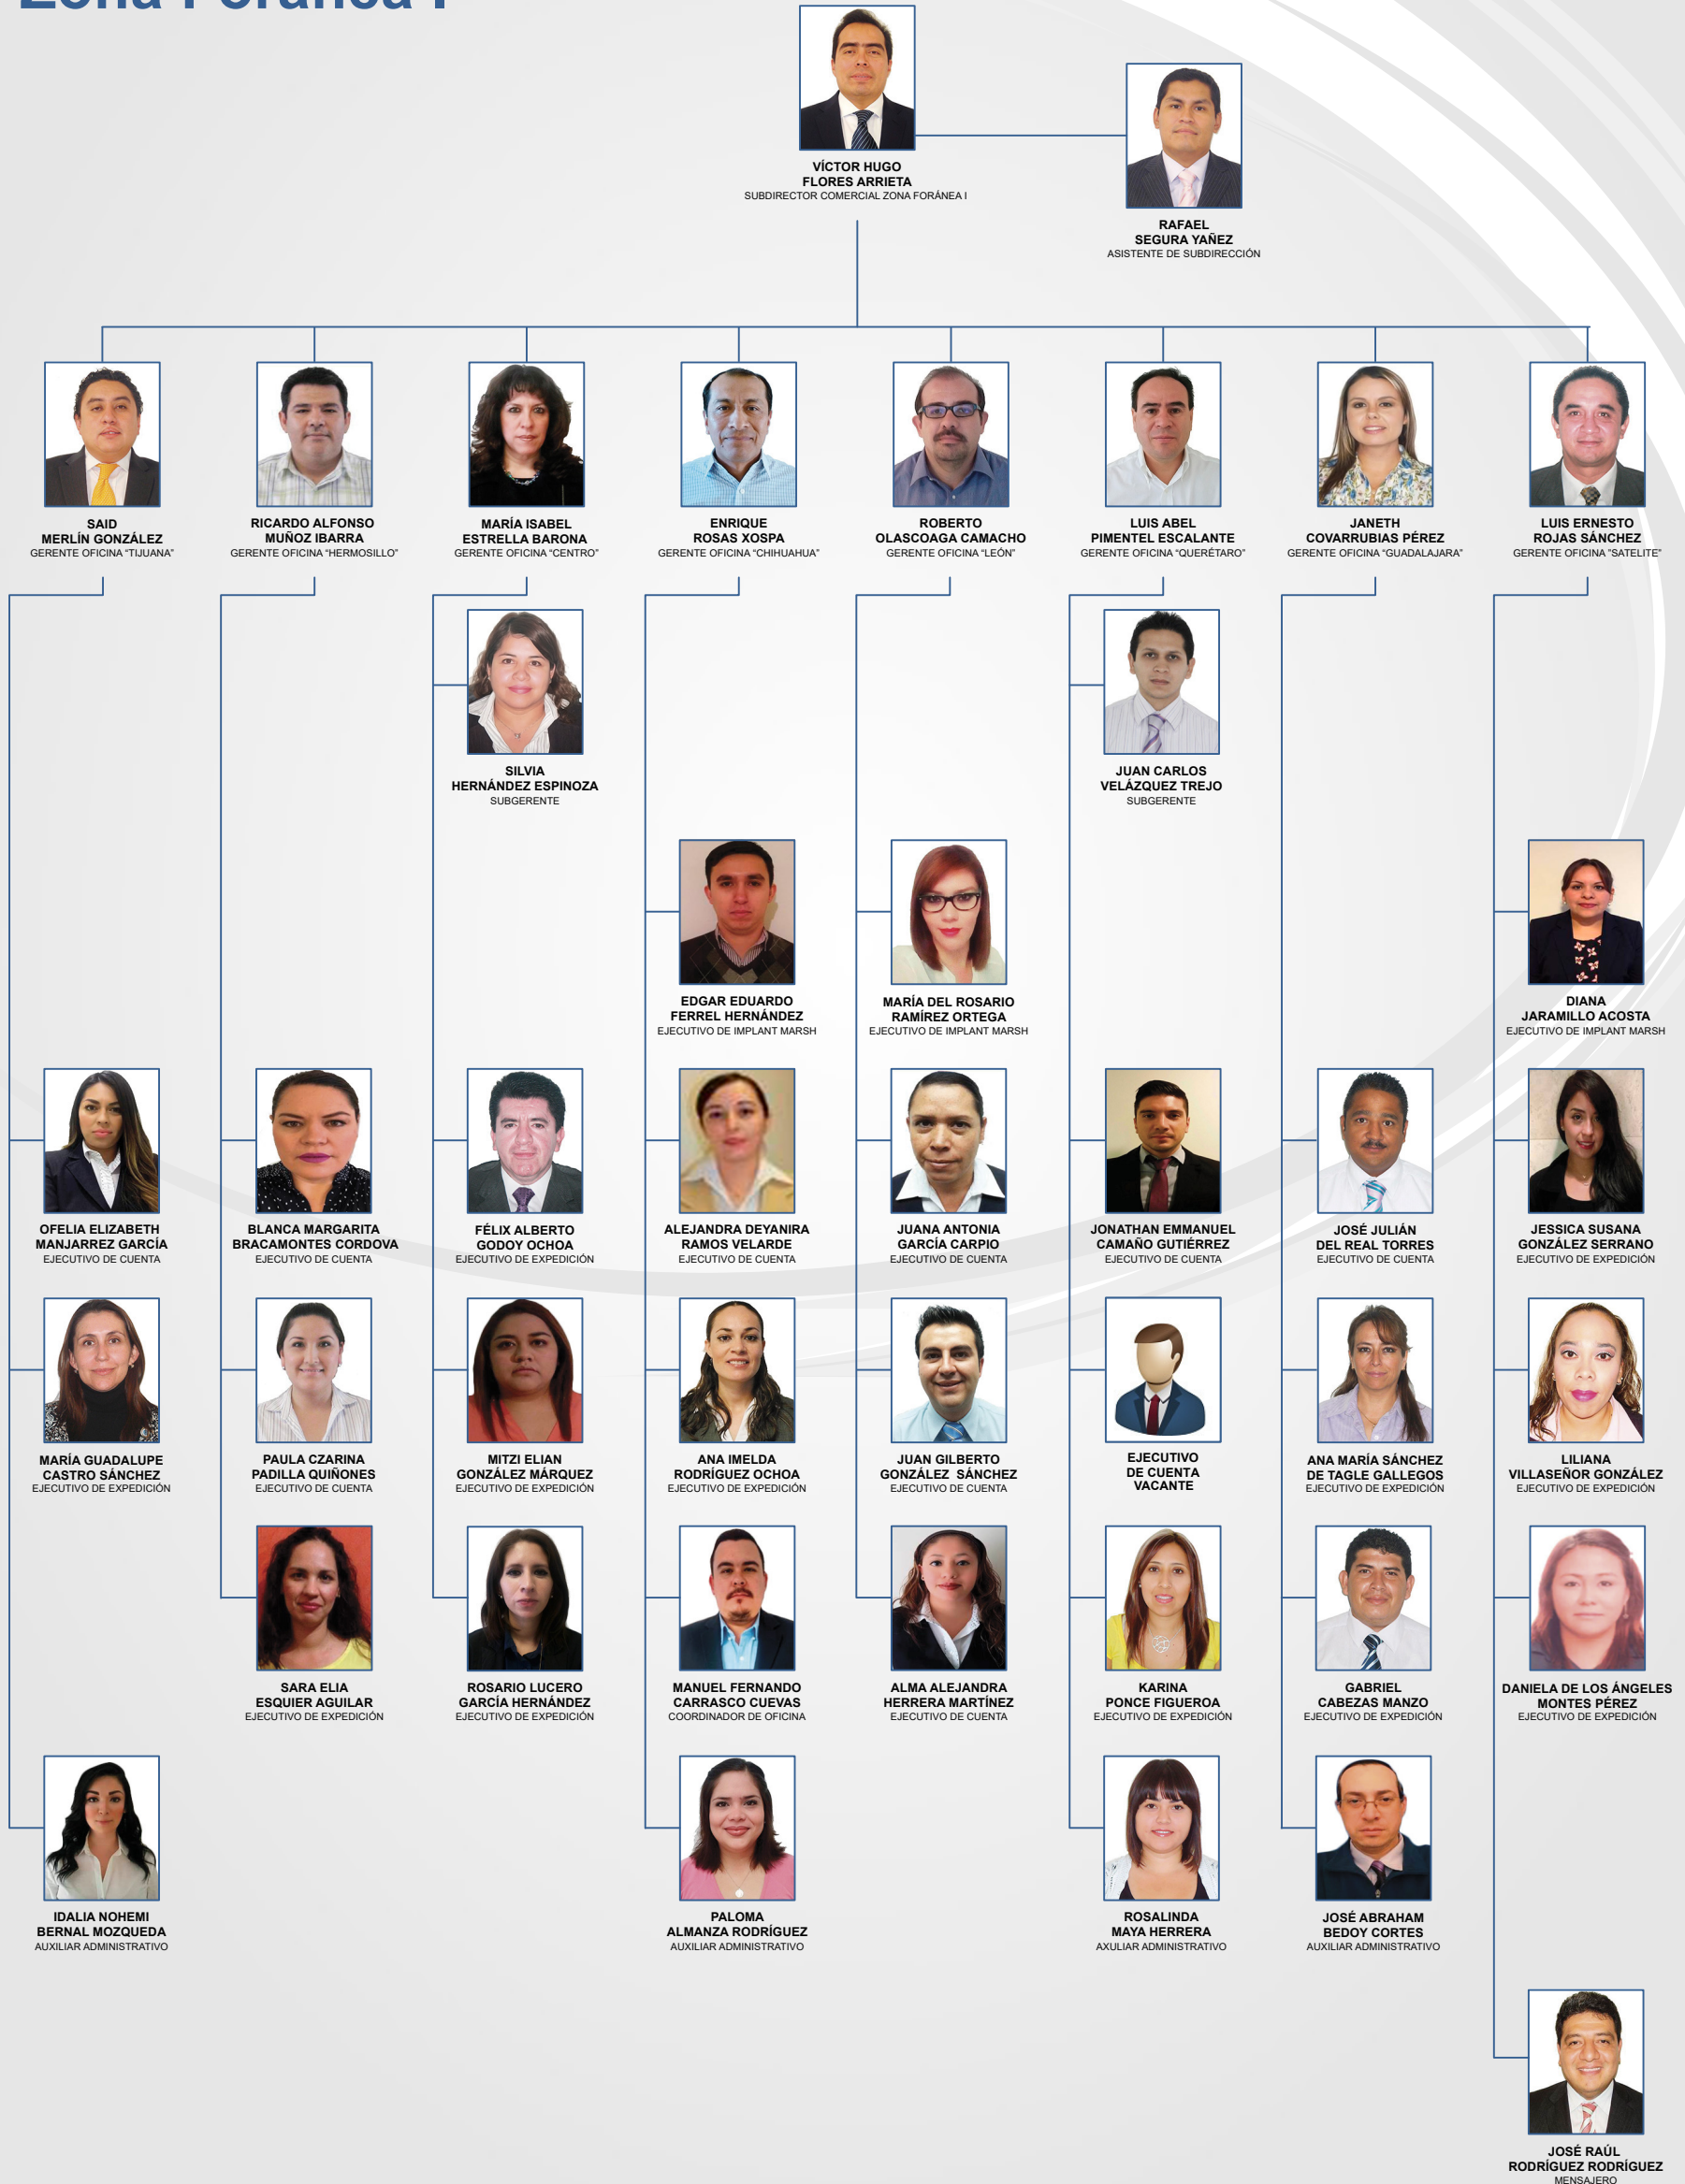 Zona Foránea I
VÍCTOR HUGO
FLORES ARRIETA
SUBDIRECTOR COMERCIAL ZONA FORÁNEA I
RAFAEL
SEGURA YAÑEZ
ASISTENTE DE SUBDIRECCIÓN
SAID
MERLÍN GONZÁLEZ
GERENTE OFICINA “TIJUANA”
RICARDO ALFONSO
MUÑOZ IBARRA
GERENTE OFICINA “HERMOSILLO”
MARÍA ISABEL
ESTRELLA BARONA
GERENTE OFICINA “CENTRO”
ENRIQUE
ROSAS XOSPA
GERENTE OFICINA “CHIHUAHUA”
ROBERTO
OLASCOAGA CAMACHO
GERENTE OFICINA “LEÓN”
LUIS ABEL
PIMENTEL ESCALANTE
GERENTE OFICINA “QUERÉTARO”
JANETH
COVARRUBIAS PÉREZ
GERENTE OFICINA “GUADALAJARA”
LUIS ERNESTO
ROJAS SÁNCHEZ
GERENTE OFICINA ”SATELITE”
SILVIA
HERNÁNDEZ ESPINOZA
SUBGERENTE
JUAN CARLOS
VELÁZQUEZ TREJO
SUBGERENTE
EDGAR EDUARDO
FERREL HERNÁNDEZ
EJECUTIVO DE IMPLANT MARSH
MARÍA DEL ROSARIO
RAMÍREZ ORTEGA
EJECUTIVO DE IMPLANT MARSH
DIANA
JARAMILLO ACOSTA
EJECUTIVO DE IMPLANT MARSH
OFELIA ELIZABETH
MANJARREZ GARCÍA
EJECUTIVO DE CUENTA
BLANCA MARGARITA
BRACAMONTES CORDOVA
EJECUTIVO DE CUENTA
FÉLIX ALBERTO
GODOY OCHOA
EJECUTIVO DE EXPEDICIÓN
ALEJANDRA DEYANIRA
RAMOS VELARDE
EJECUTIVO DE CUENTA
JUANA ANTONIA
GARCÍA CARPIO
EJECUTIVO DE CUENTA
JONATHAN EMMANUEL
CAMAÑO GUTIÉRREZ
EJECUTIVO DE CUENTA
JOSÉ JULIÁN
DEL REAL TORRES
EJECUTIVO DE CUENTA
JESSICA SUSANA
GONZÁLEZ SERRANO
EJECUTIVO DE EXPEDICIÓN
MARÍA GUADALUPE
CASTRO SÁNCHEZ
EJECUTIVO DE EXPEDICIÓN
PAULA CZARINA
PADILLA QUIÑONES
EJECUTIVO DE CUENTA
MITZI ELIAN
GONZÁLEZ MÁRQUEZ
EJECUTIVO DE EXPEDICIÓN
ANA IMELDA
RODRÍGUEZ OCHOA
EJECUTIVO DE EXPEDICIÓN
JUAN GILBERTO
GONZÁLEZ SÁNCHEZ
EJECUTIVO DE CUENTA
EJECUTIVO
DE CUENTA
VACANTE
ANA MARÍA SÁNCHEZ
DE TAGLE GALLEGOS
EJECUTIVO DE EXPEDICIÓN
LILIANA
VILLASEÑOR GONZÁLEZ
EJECUTIVO DE EXPEDICIÓN
SARA ELIA
ESQUIER AGUILAR
EJECUTIVO DE EXPEDICIÓN
ROSARIO LUCERO
GARCÍA HERNÁNDEZ
EJECUTIVO DE EXPEDICIÓN
MANUEL FERNANDO
CARRASCO CUEVAS
COORDINADOR DE OFICINA
ALMA ALEJANDRA
HERRERA MARTÍNEZ
EJECUTIVO DE CUENTA
KARINA
PONCE FIGUEROA
EJECUTIVO DE EXPEDICIÓN
GABRIEL
CABEZAS MANZO
EJECUTIVO DE EXPEDICIÓN
DANIELA DE LOS ÁNGELES
MONTES PÉREZ
EJECUTIVO DE EXPEDICIÓN
IDALIA NOHEMI
BERNAL MOZQUEDA
AUXILIAR ADMINISTRATIVO
PALOMA
ALMANZA RODRÍGUEZ
AUXILIAR ADMINISTRATIVO
ROSALINDA
MAYA HERRERA
AXULIAR ADMINISTRATIVO
JOSÉ ABRAHAM
BEDOY CORTES
AUXILIAR ADMINISTRATIVO
JOSÉ RAÚL
RODRÍGUEZ RODRÍGUEZ
MENSAJERO